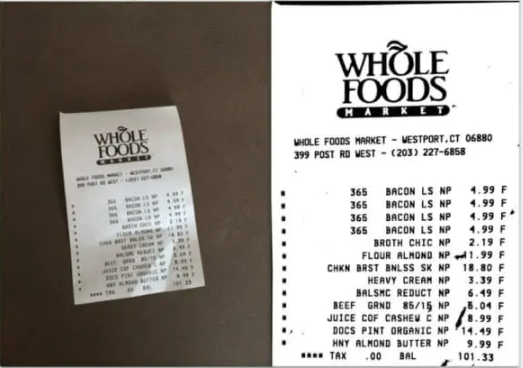 WHOLE
FOODS
MARKET
WHOLE FOODS MARKET - WESTPORT,CT 06880
399 POST RD WEST - (203) 227-6858
365 BACON LS NP 4.99 F
365 BACON LS NP 4.99 F
365 BACON LS NP 4.99 F
365 BACON LS NP 4.99 F
BROTH CHIC NP 2.19 F
FLOUR ALMOND NP 11.99 F
CHKN BRST BNLSS SK NP 18.80 F
HEAVY CREAM NP 3.39 F
BALSMC REDUCT NP 6.49 F
BEEF GRND 85/15 NP 5.04 F
JUICE COF CASHEW C NP 8.99 F
DOCS PINT ORGANIC NP 14.49 F
HNY ALMOND BUTTER NP 9.99 F
**** TAX .00 BAL 101.33
WHOLE
FOODS
MARKET
WHOLE FOODS MARKET - WESTPORT,CT 06880
399 POST RD WEST - (203) 227-6858
365 BACON LS NP 4.99 F
365 BACON LS NP 4.99 F
365 BACON LS NP 4.99 F
365 BACON LS NP 4.99 F
BROTH CHIC NP 2.19 F
FLOUR ALMOND NP 11.99 F
CHKN BRST BNLSS SK NP 18.80 F
HEAVY CREAM NP 3.39 F
BALSMC REDUCT NP 6.49 F
BEEF GRND 85/15 NP 5.04 F
JUICE COF CASHEW C NP 8.99 F
DOCS PINT ORGANIC NP 14.49 F
HNY ALMOND BUTTER NP 9.99 F
**** TAX .00 BAL 101.33